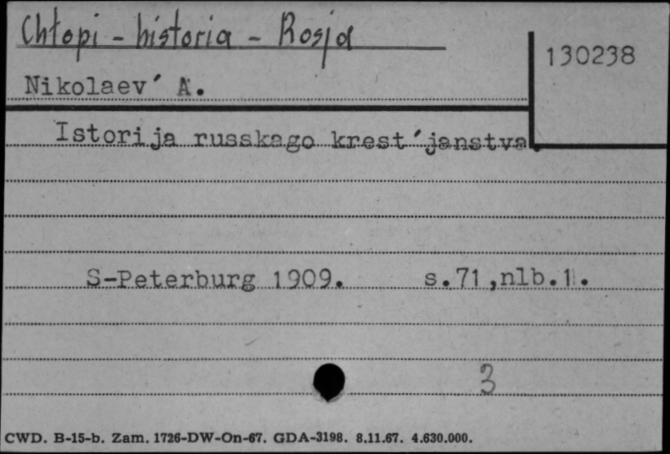 Chłopi - historia - Rosja
130238
Nikolaev´ A.
Istorija russkago krest´janstva.
S-Peterburg 1909. s.71,nlb.1.
3
CWD. B-15-b. Zam. 1726-DW-On-67. GDA-3198. 8.11.67. 4.630.000.